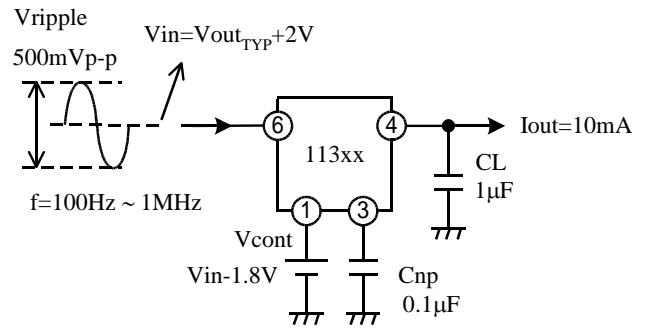 Vripple
500mVp-p
Vin=VoutTYP+2V
f=100Hz ~ 1MHz
6
4
113xx
1
3
Iout=10mA
CL
1μF
Vcont
Vin-1.8V
Cnp
0.1μF